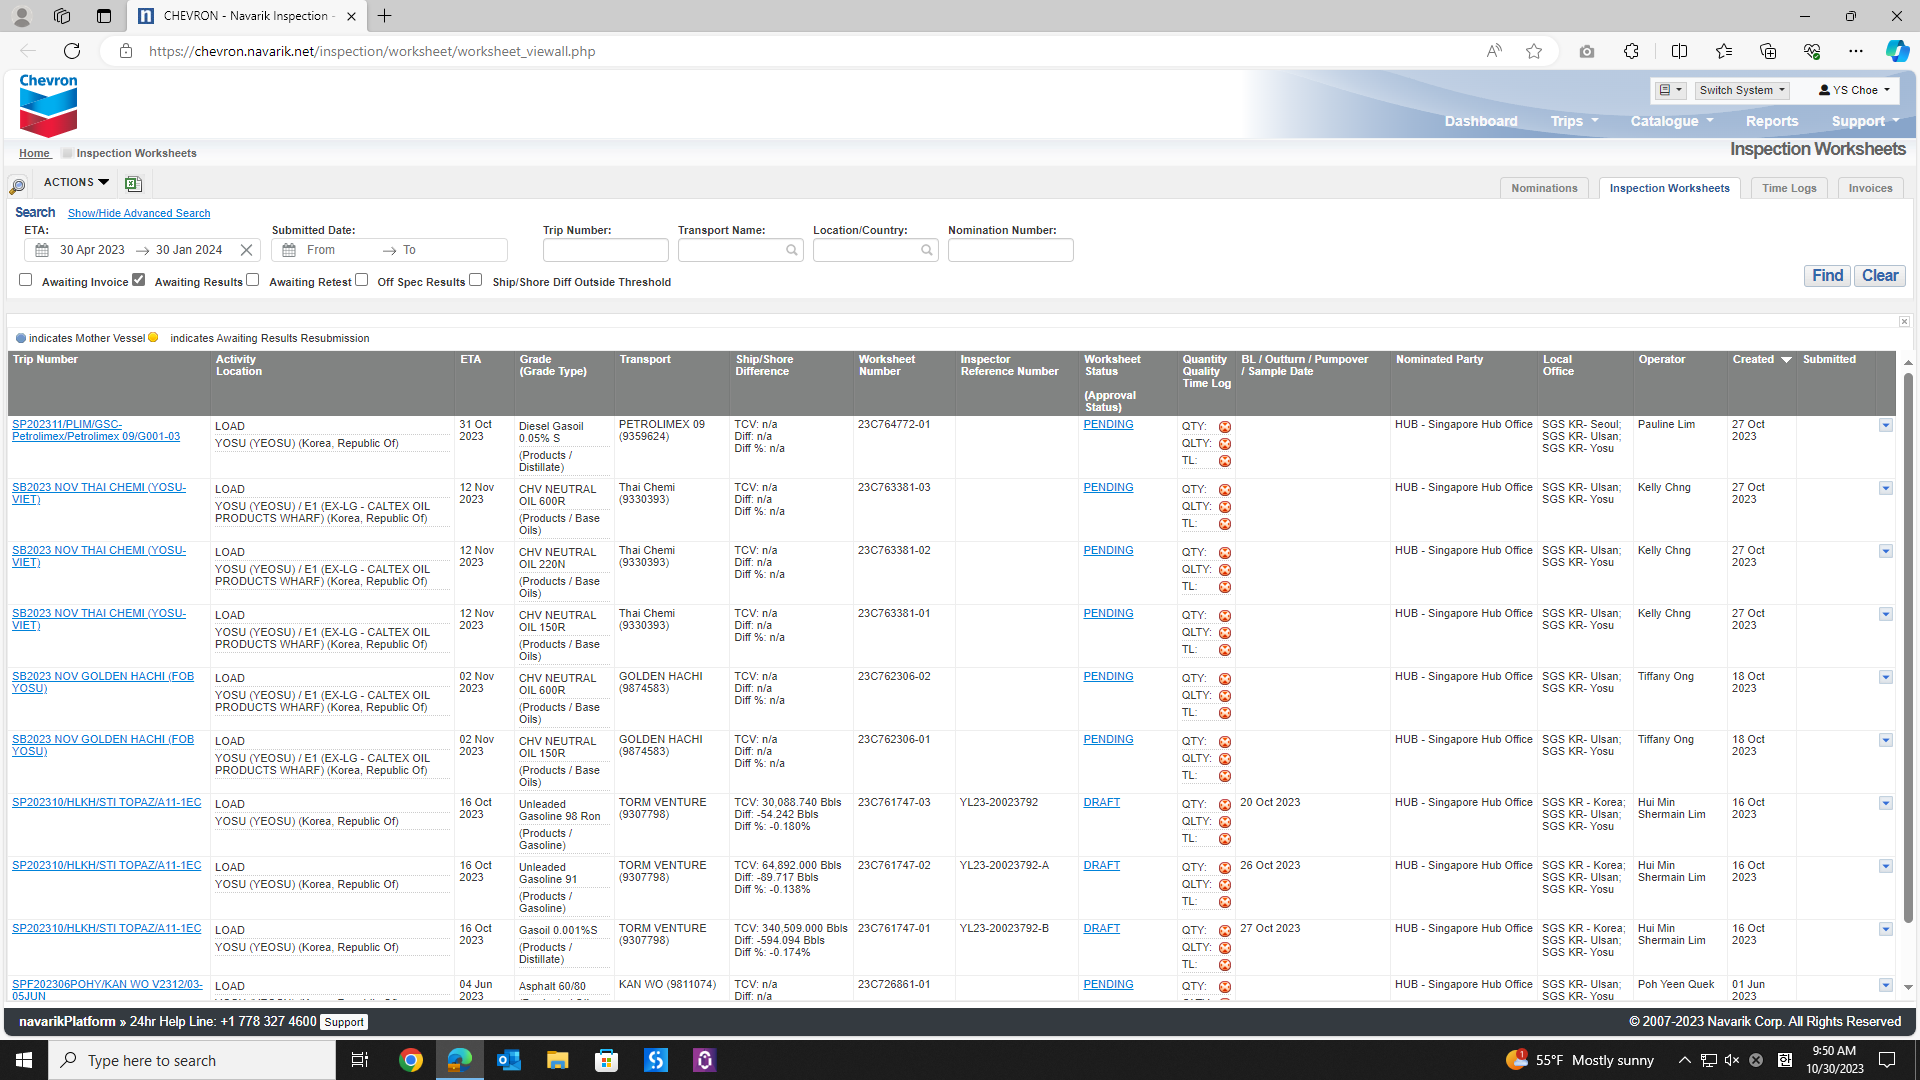 CHEVRON - Navarik Inspection -
https://chevron.navarik.net/inspection/worksheet/worksheet_viewall.php
Chevron
Switch System
YS Choe
Dashboard Trips Catalogue Reports Support
Home Inspection Worksheets
Inspection Worksheets
ACTIONS
Nominations Inspection Worksheets Time Logs Invoices
Search Show/Hide Advanced Search
ETA: Submitted Date: Trip Number: Transport Name: Location/Country: Nomination Number:
30 Apr 2023 → 30 Jan 2024 From → To
Awaiting Invoice Awaiting Results Awaiting Retest Off Spec Results Ship/Shore Diff Outside Threshold
Find Clear
indicates Mother Vessel indicates Awaiting Results Resubmission
Trip Number
Activity
Location
ETA
Grade
(Grade Type)
Transport
Ship/Shore
Difference
Worksheet
Number
Inspector
Reference Number
Worksheet
Status
(Approval
Status)
Quantity
Quality
Time Log
BL / Outturn / Pumpover
/ Sample Date
Nominated Party
Local
Office
Operator
Created
Submitted
SP202311/PLIM/GSC-
Petrolimex/Petrolimex 09/G001-03
LOAD
YOSU (YEOSU) (Korea, Republic Of)
31 Oct
2023
Diesel Gasoil
0.05% S
(Products /
Distillate)
PETROLIMEX 09
(9359624)
TCV: n/a
Diff: n/a
Diff %: n/a
23C764772-01
PENDING
QTY:
QLTY:
TL:
HUB - Singapore Hub Office
SGS KR- Seoul;
SGS KR- Ulsan;
SGS KR- Yosu
Pauline Lim
27 Oct
2023
SB2023 NOV THAI CHEMI (YOSU-
VIET)
LOAD
YOSU (YEOSU) / E1 (EX-LG - CALTEX OIL
PRODUCTS WHARF) (Korea, Republic Of)
12 Nov
2023
CHV NEUTRAL
OIL 600R
(Products / Base
Oils)
Thai Chemi
(9330393)
TCV: n/a
Diff: n/a
Diff %: n/a
23C763381-03
PENDING
QTY:
QLTY:
TL:
HUB - Singapore Hub Office
SGS KR- Ulsan;
SGS KR- Yosu
Kelly Chng
27 Oct
2023
SB2023 NOV THAI CHEMI (YOSU-
VIET)
LOAD
YOSU (YEOSU) / E1 (EX-LG - CALTEX OIL
PRODUCTS WHARF) (Korea, Republic Of)
12 Nov
2023
CHV NEUTRAL
OIL 220N
(Products / Base
Oils)
Thai Chemi
(9330393)
TCV: n/a
Diff: n/a
Diff %: n/a
23C763381-02
PENDING
QTY:
QLTY:
TL:
HUB - Singapore Hub Office
SGS KR- Ulsan;
SGS KR- Yosu
Kelly Chng
27 Oct
2023
SB2023 NOV THAI CHEMI (YOSU-
VIET)
LOAD
YOSU (YEOSU) / E1 (EX-LG - CALTEX OIL
PRODUCTS WHARF) (Korea, Republic Of)
12 Nov
2023
CHV NEUTRAL
OIL 150R
(Products / Base
Oils)
Thai Chemi
(9330393)
TCV: n/a
Diff: n/a
Diff %: n/a
23C763381-01
PENDING
QTY:
QLTY:
TL:
HUB - Singapore Hub Office
SGS KR- Ulsan;
SGS KR- Yosu
Kelly Chng
27 Oct
2023
SB2023 NOV GOLDEN HACHI (FOB
YOSU)
LOAD
YOSU (YEOSU) / E1 (EX-LG - CALTEX OIL
PRODUCTS WHARF) (Korea, Republic Of)
02 Nov
2023
CHV NEUTRAL
OIL 600R
(Products / Base
Oils)
GOLDEN HACHI
(9874583)
TCV: n/a
Diff: n/a
Diff %: n/a
23C762306-02
PENDING
QTY:
QLTY:
TL:
HUB - Singapore Hub Office
SGS KR- Ulsan;
SGS KR- Yosu
Tiffany Ong
18 Oct
2023
SB2023 NOV GOLDEN HACHI (FOB
YOSU)
LOAD
YOSU (YEOSU) / E1 (EX-LG - CALTEX OIL
PRODUCTS WHARF) (Korea, Republic Of)
02 Nov
2023
CHV NEUTRAL
OIL 150R
(Products / Base
Oils)
GOLDEN HACHI
(9874583)
TCV: n/a
Diff: n/a
Diff %: n/a
23C762306-01
PENDING
QTY:
QLTY:
TL:
HUB - Singapore Hub Office
SGS KR- Ulsan;
SGS KR- Yosu
Tiffany Ong
18 Oct
2023
SP202310/HLKH/STI TOPAZ/A11-1EC
LOAD
YOSU (YEOSU) (Korea, Republic Of)
16 Oct
2023
Unleaded
Gasoline 98 Ron
(Products /
Gasoline)
TORM VENTURE
(9307798)
TCV: 30,088.740 Bbls
Diff: -54.242 Bbls
Diff %: -0.180%
23C761747-03
YL23-20023792
DRAFT
QTY:
QLTY:
TL:
20 Oct 2023
HUB - Singapore Hub Office
SGS KR - Korea;
SGS KR- Ulsan;
SGS KR- Yosu
Hui Min
Shermain Lim
16 Oct
2023
SP202310/HLKH/STI TOPAZ/A11-1EC
LOAD
YOSU (YEOSU) (Korea, Republic Of)
16 Oct
2023
Unleaded
Gasoline 91
(Products /
Gasoline)
TORM VENTURE
(9307798)
TCV: 64,892.000 Bbls
Diff: -89.717 Bbls
Diff %: -0.138%
23C761747-02
YL23-20023792-A
DRAFT
QTY:
QLTY:
TL:
26 Oct 2023
HUB - Singapore Hub Office
SGS KR - Korea;
SGS KR- Ulsan;
SGS KR- Yosu
Hui Min
Shermain Lim
16 Oct
2023
SP202310/HLKH/STI TOPAZ/A11-1EC
LOAD
YOSU (YEOSU) (Korea, Republic Of)
16 Oct
2023
Gasoil 0.001%S
(Products /
Distillate)
TORM VENTURE
(9307798)
TCV: 340,509.000 Bbls
Diff: -594.094 Bbls
Diff %: -0.174%
23C761747-01
YL23-20023792-B
DRAFT
QTY:
QLTY:
TL:
27 Oct 2023
HUB - Singapore Hub Office
SGS KR - Korea;
SGS KR- Ulsan;
SGS KR- Yosu
Hui Min
Shermain Lim
16 Oct
2023
SPF202306POHY/KAN WO V2312/03-
05JUN
LOAD
04 Jun
2023
Asphalt 60/80
KAN WO (9811074)
TCV: n/a
Diff: n/a
23C726861-01
PENDING
QTY:
HUB - Singapore Hub Office
SGS KR- Ulsan;
SGS KR- Yosu
Poh Yeen Quek
01 Jun
2023
navarikPlatform » 24hr Help Line: +1 778 327 4600 Support
© 2007-2023 Navarik Corp. All Rights Reserved
Type here to search
55°F Mostly sunny
9:50 AM
10/30/2023